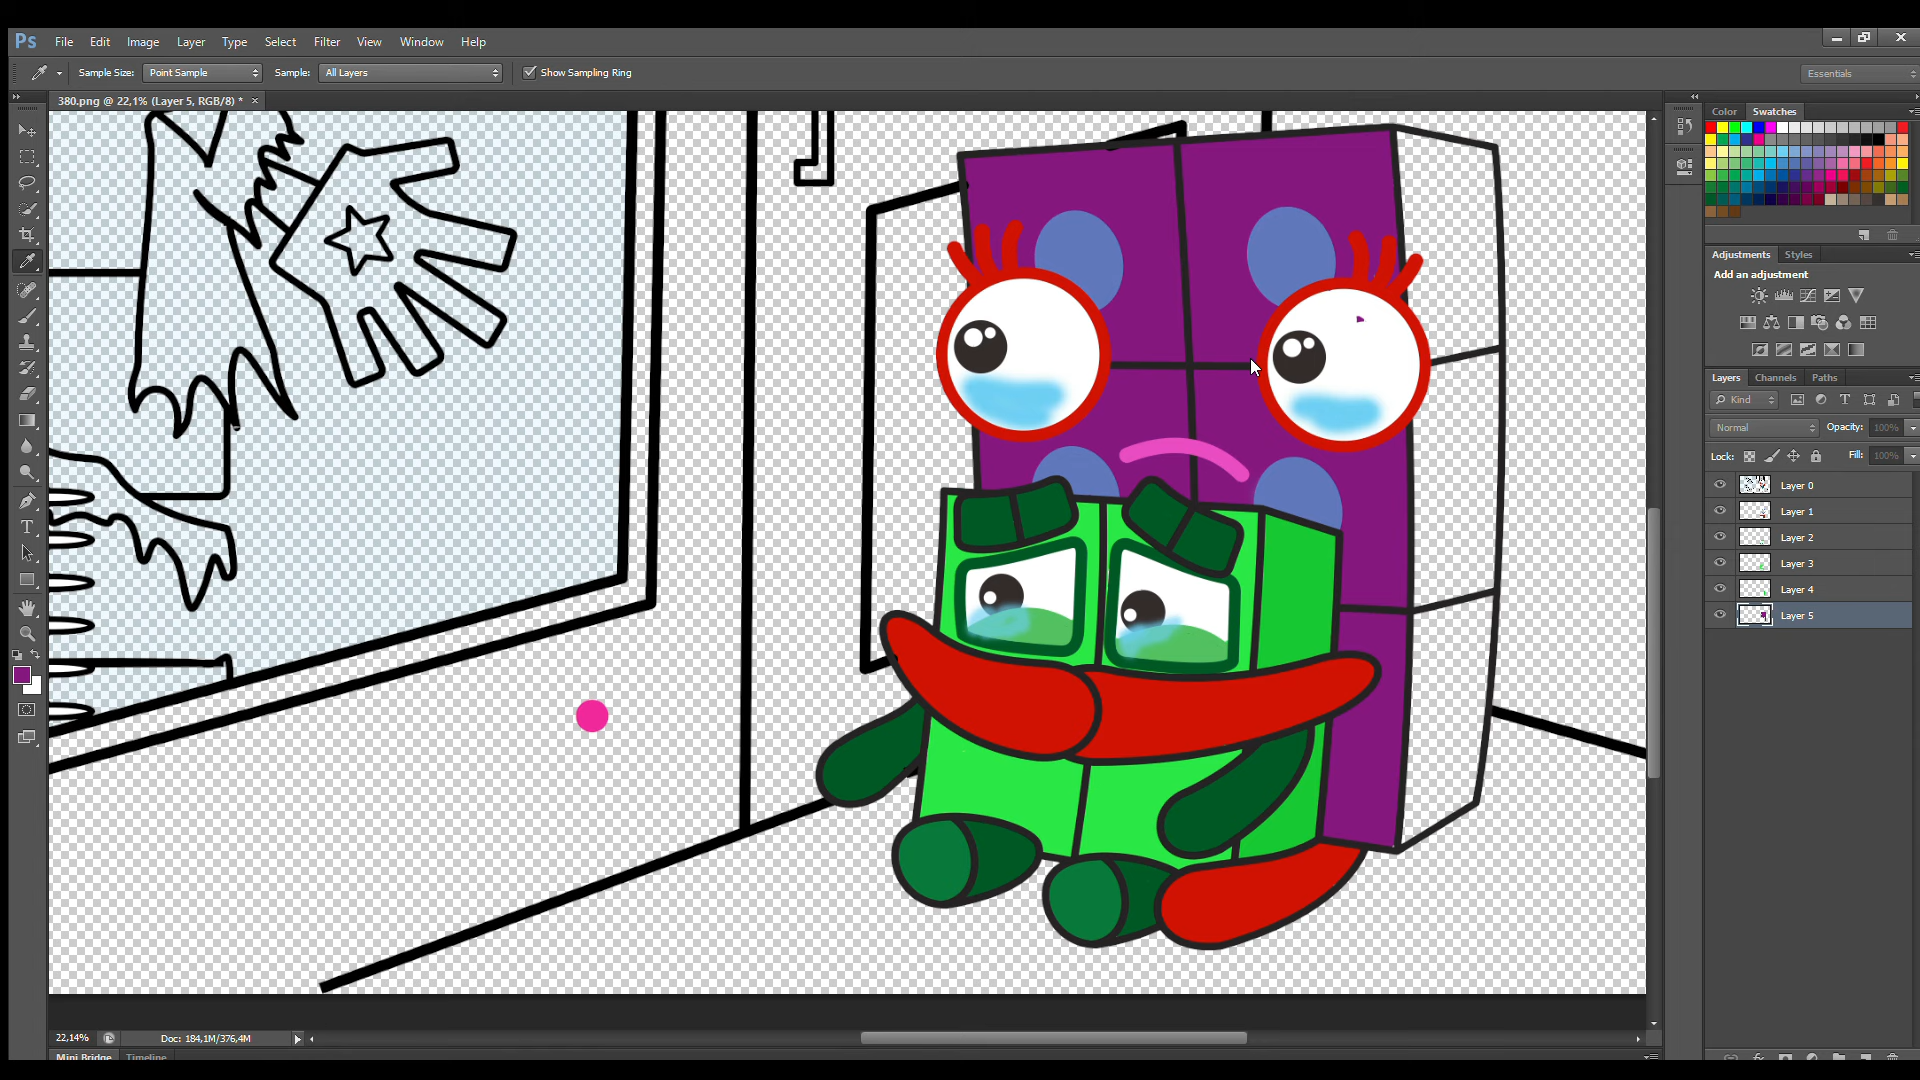 Ps File Edit Image Layer Type Select Filter View Window Help
Sample Size: Point Sample Sample: All Layers Show Sampling Ring Essentials
380.png @ 22,1% (Layer 5, RGB/8) *
Color Swatches
Adjustments Styles
Add an adjustment
Layers Channels Paths
Kind
Normal Opacity: 100%
Lock: Fill: 100%
Layer 0
Layer 1
Layer 2
Layer 3
Layer 4
Layer 5
T
22,14% Doc: 184,1M/376,4M
Mini Bridge Timeline